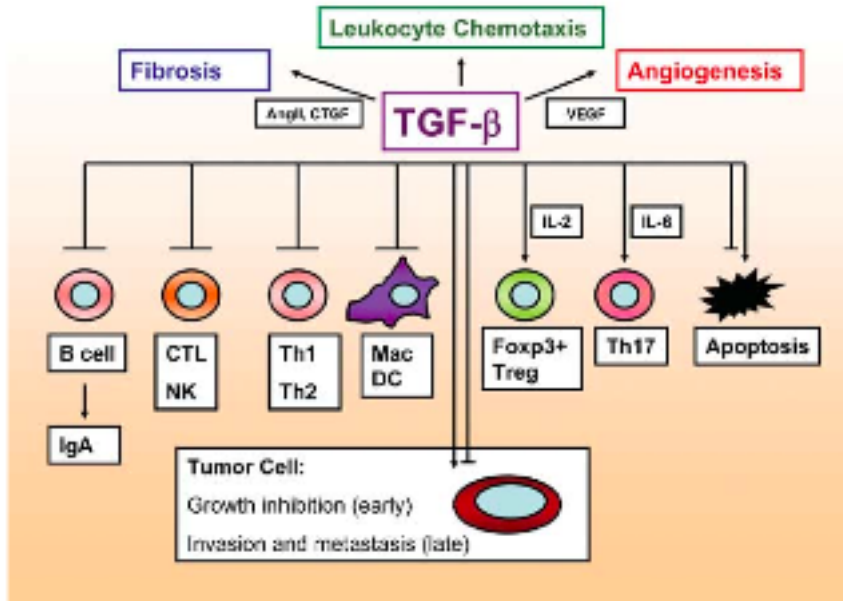 Leukocyte Chemotaxis
Fibrosis
Angiogenesis
AngII, CTGF
TGF-β
VEGF
IL-2
IL-6
B cell
CTL
NK
Th1
Th2
Mac
DC
Foxp3+
Treg
Th17
Apoptosis
IgA
Tumor Cell:
Growth inhibition (early)
Invasion and metastasis (late)